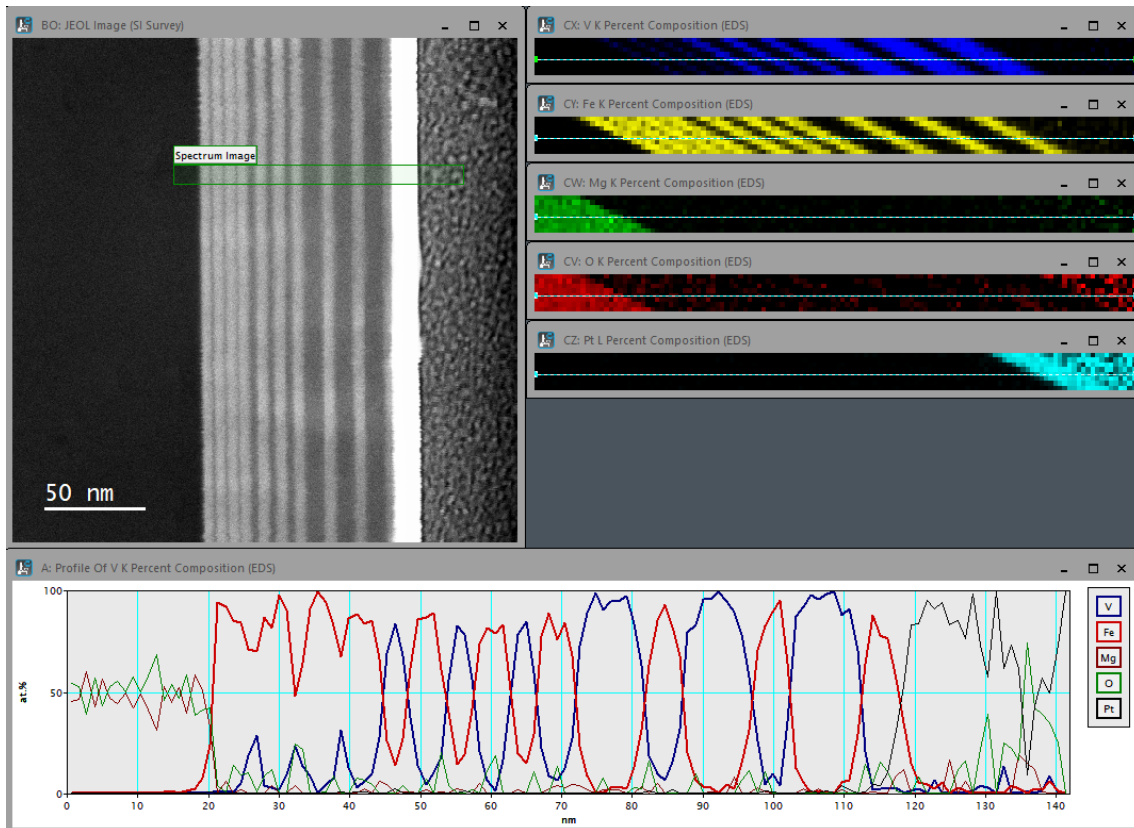 BO: JEOL Image (SI Survey)
Spectrum Image
50 nm
CX: V K Percent Composition (EDS)
CY: Fe K Percent Composition (EDS)
CW: Mg K Percent Composition (EDS)
CV: O K Percent Composition (EDS)
CZ: Pt L Percent Composition (EDS)
A: Profile Of V K Percent Composition (EDS)
100
50
0
at.%
0 10 20 30 40 50 60 70 80 90 100 110 120 130 140
nm
V
Fe
Mg
O
Pt